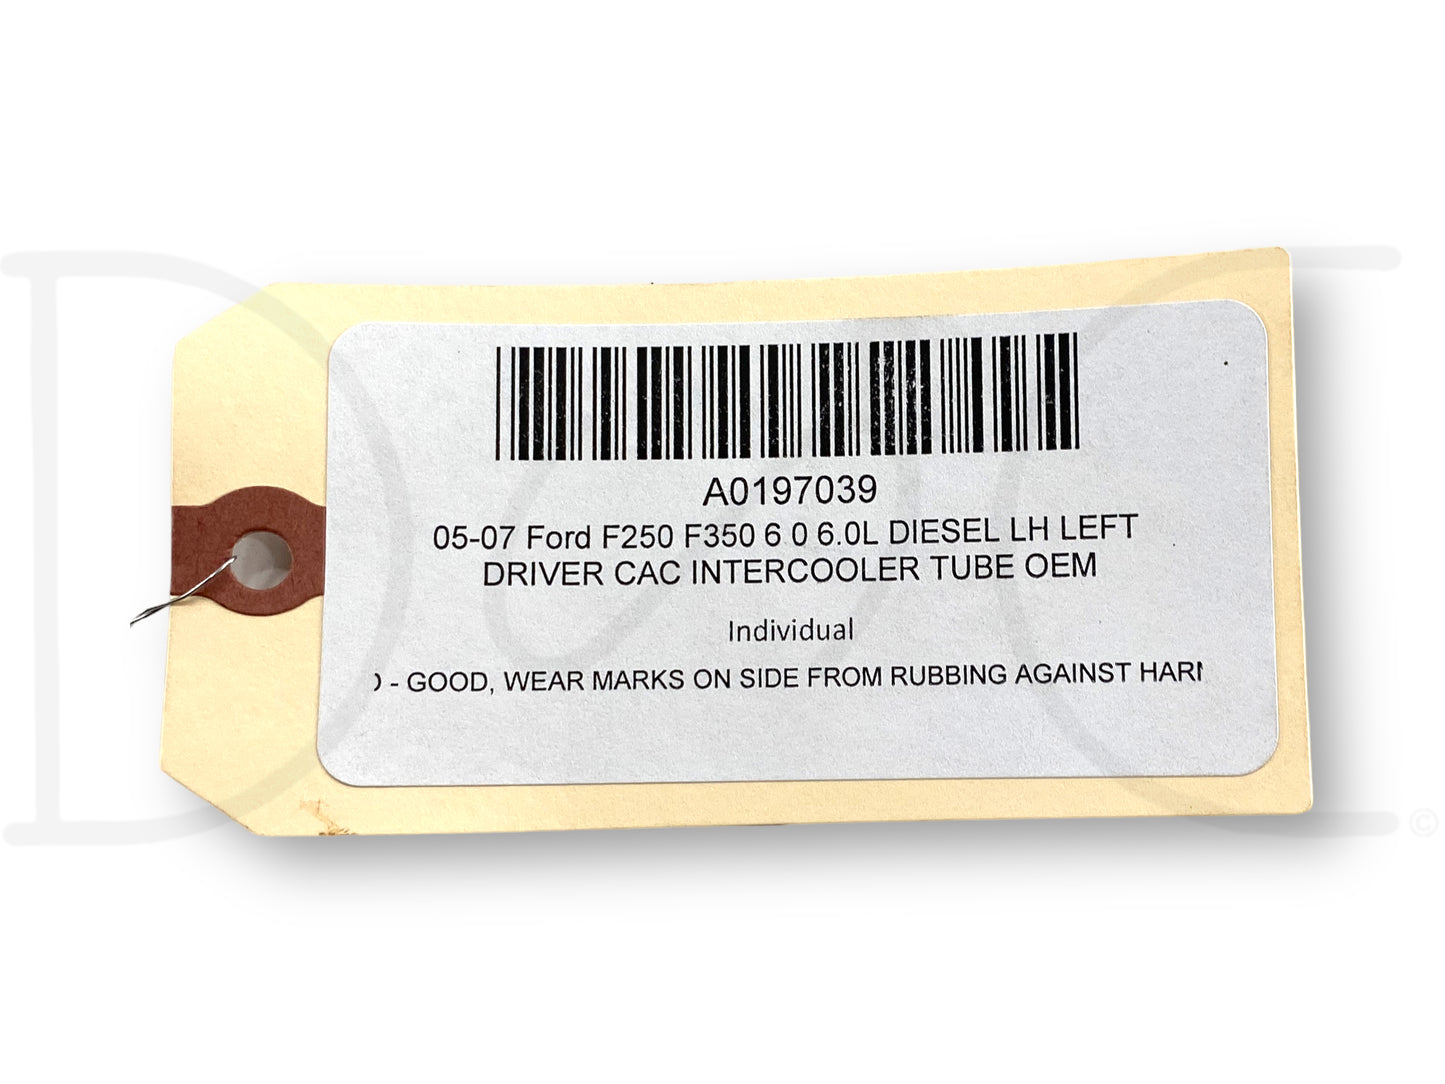 A0197039
05-07 Ford F250 F350 6 0 6.0L DIESEL LH LEFT
DRIVER CAC INTERCOOLER TUBE OEM
Individual
- GOOD, WEAR MARKS ON SIDE FROM RUBBING AGAINST
©